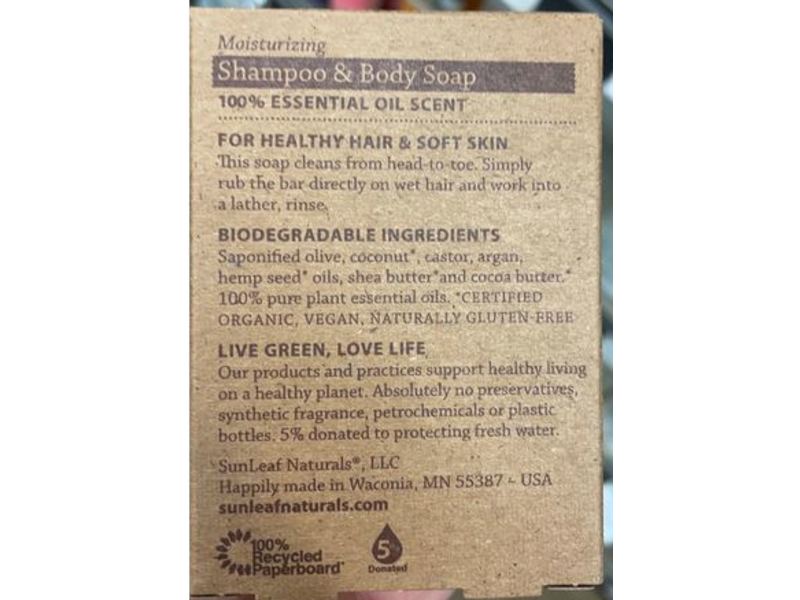 Moisturizing
Shampoo & Body Soap
100% ESSENTIAL OIL SCENT
FOR HEALTHY HAIR & SOFT SKIN
This soap cleans from head-to-toe. Simply
rub the bar directly on wet hair and work into
a lather, rinse.
BIODEGRADABLE INGREDIENTS
Saponified olive, coconut*, castor, argan,
hemp seed* oils, shea butter*and cocoa butter.*
100% pure plant essential oils. *CERTIFIED
ORGANIC, VEGAN, NATURALLY GLUTEN-FREE
LIVE GREEN, LOVE LIFE
Our products and practices support healthy living
on a healthy planet. Absolutely no preservatives,
synthetic fragrance, petrochemicals or plastic
bottles. 5% donated to protecting fresh water.
SunLeaf Naturals®, LLC
Happily made in Waconia, MN 55387 - USA
sunleafnaturals.com
100%
Recycled
Paperboard™
5%
Donated